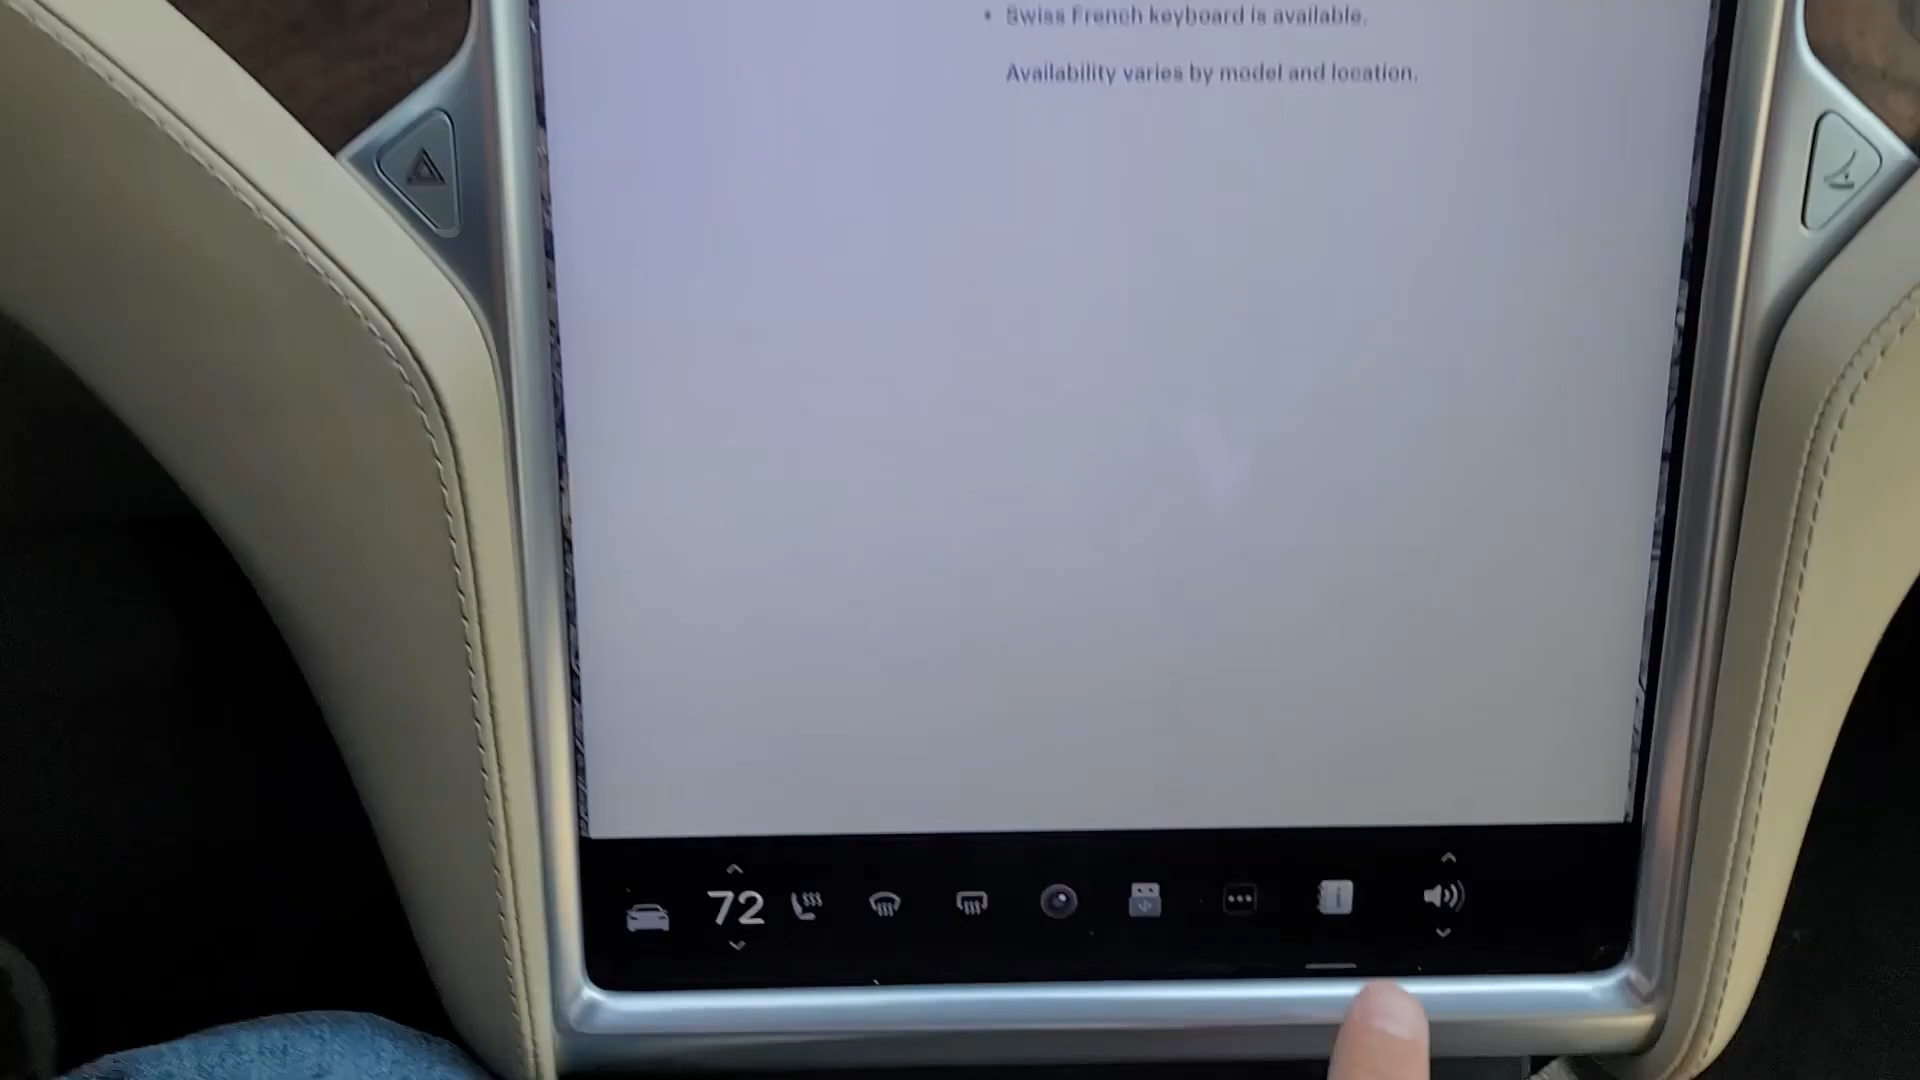 • Swiss French keyboard is available.
Availability varies by model and location.
72